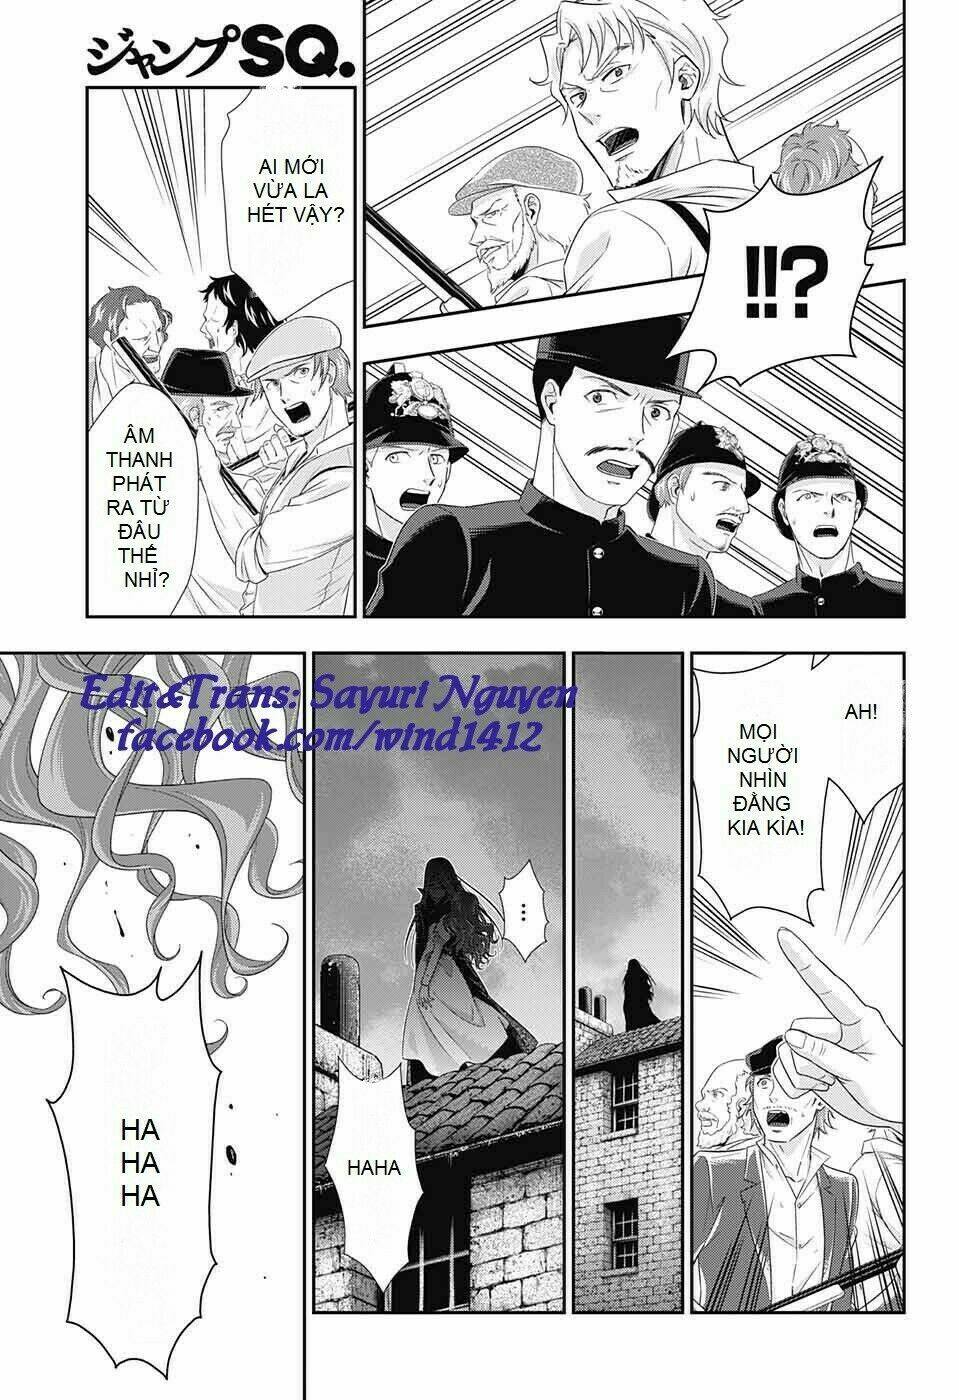 ジャンプSQ.
!!?
AI MỚI
VỪA LA
HÉT VẬY?
ÂM
THANH
PHÁT
RA TỪ
ĐÂU
THẾ
NHỈ?
AH!
MỌI
NGƯỜI
NHÌN
ĐẰNG
KIA KÌA!
Edit&Trans: Sayuri Nguyen
facebook.com/wind1412
...
HAHA
HA
HA
HA